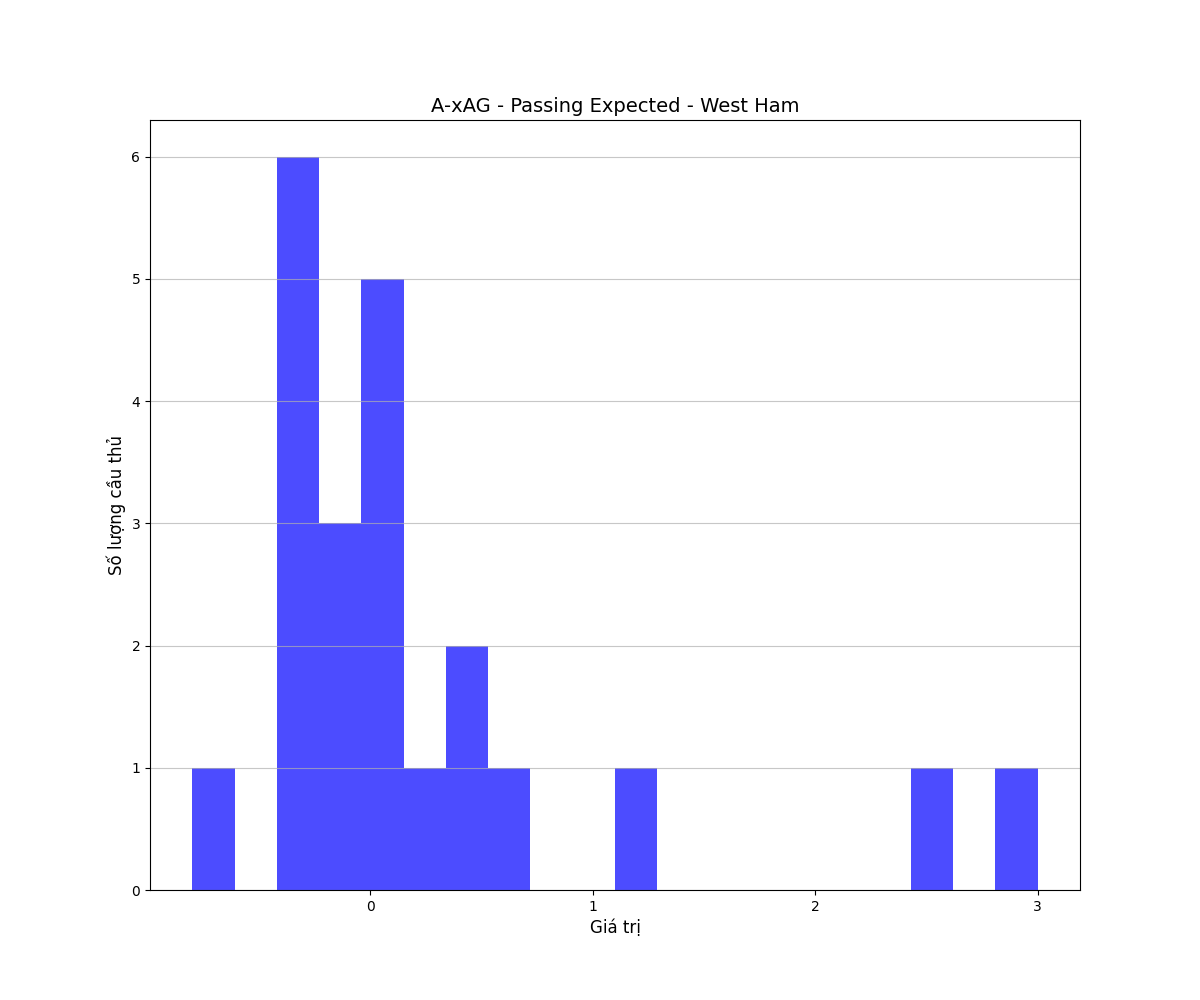 A-xAG - Passing Expected - West Ham
6
5
4
3
2
1
0
Số lượng cầu thủ
0 1 2 3
Giá trị